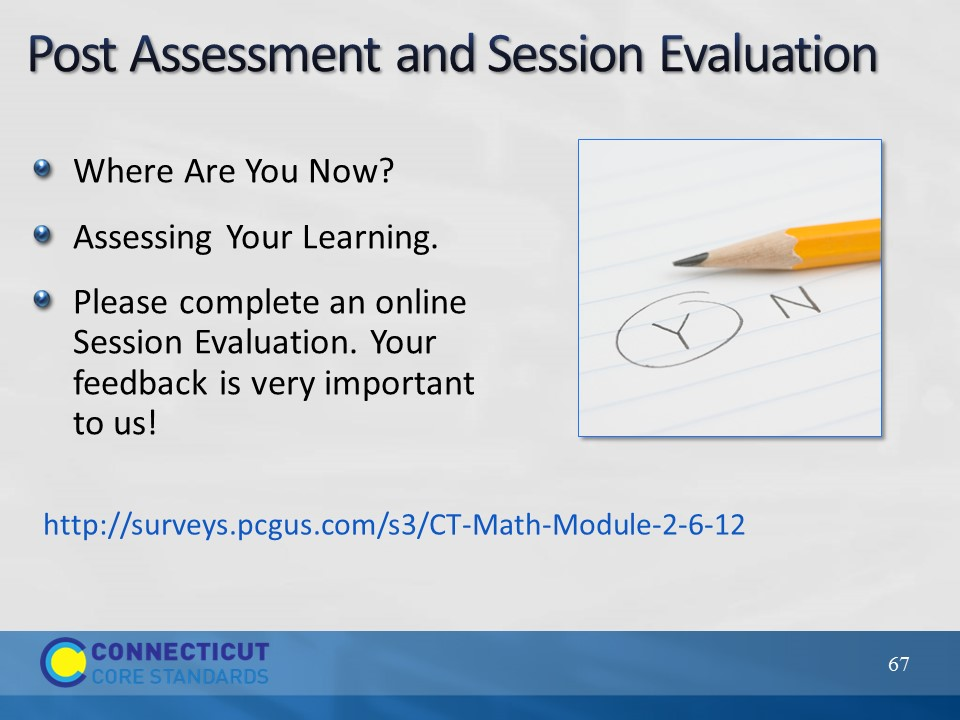 Post Assessment and Session Evaluation
Where Are You Now?
Assessing Your Learning.
Please complete an online
Session Evaluation. Your
feedback is very important
to us!
Y N
http://surveys.pcgus.com/s3/CT-Math-Module-2-6-12
CONNECTICUT
CORE STANDARDS
67